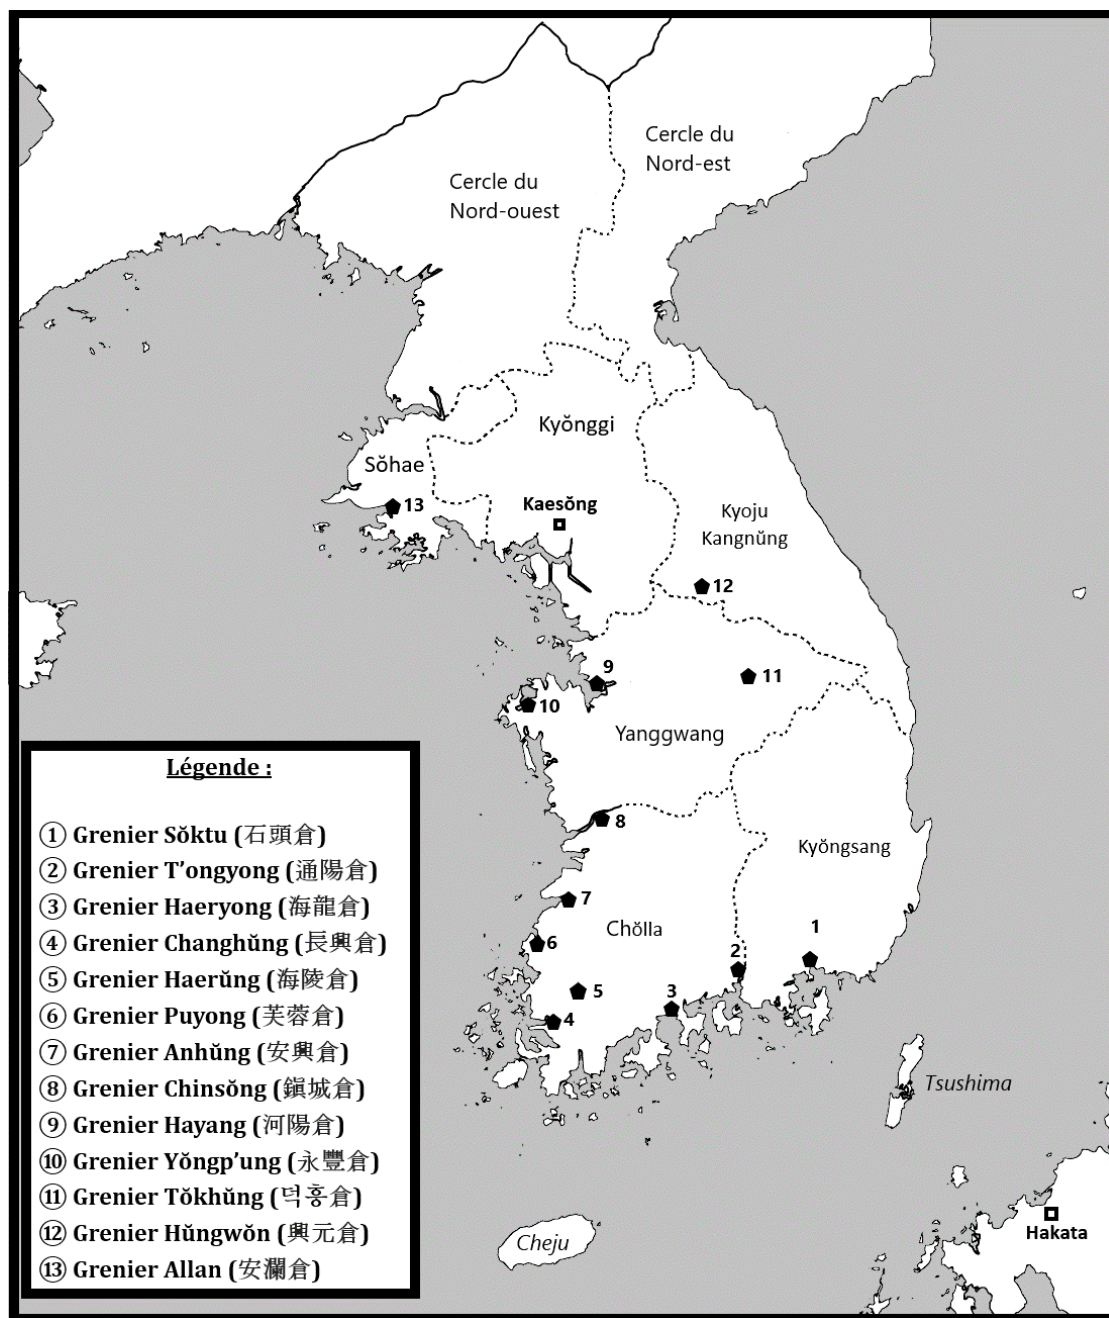 Cercle du
Nord-est
Cercle du
Nord-ouest
Kyŏnggi
Sŏhae
13
Kaesŏng
Kyoju
Kangnŭng
12
9
11
10
Yanggwang
8
Kyŏngsang
7
Chŏlla
6
1
2
5
3
4
Tsushima
Cheju
Hakata
Légende :
① Grenier Sŏktu (石頭倉)
② Grenier T’ongyong (通陽倉)
③ Grenier Haeryong (海龍倉)
④ Grenier Changhŭng (長興倉)
⑤ Grenier Haerŭng (海陵倉)
⑥ Grenier Puyong (芙蓉倉)
⑦ Grenier Anhŭng (安興倉)
⑧ Grenier Chinsŏng (鎭城倉)
⑨ Grenier Hayang (河陽倉)
⑩ Grenier Yŏngp’ung (永豐倉)
⑪ Grenier Tŏkhŭng (덕흥倉)
⑫ Grenier Hŭngwŏn (興元倉)
⑬ Grenier Allan (安瀾倉)